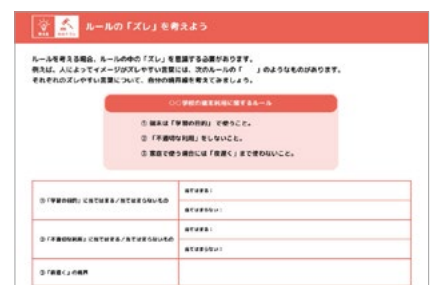 ルールの「ズレ」を考えよう
ルールを考える場合、ルールの中の「ズレ」を意識する必要があります。
例えば、人によってイメージがズレやすい言葉には、次のルールの「　」のようなものがあります。
それぞれのズレやすい言葉について、自分の境界線を考えてみましょう。
〇〇学校の端末利用に関するルール
① 端末は「学習の目的」で使うこと。
② 「不適切な利用」をしないこと。
③ 家庭で使う場合には「夜遅く」まで使わないこと。
①「学習の目的」に当てはまる/当てはまらないもの
当てはまる：
当てはまらない：
②「不適切な利用」に当てはまる/当てはまらないもの
当てはまる：
当てはまらない：
③「夜遅く」の境界